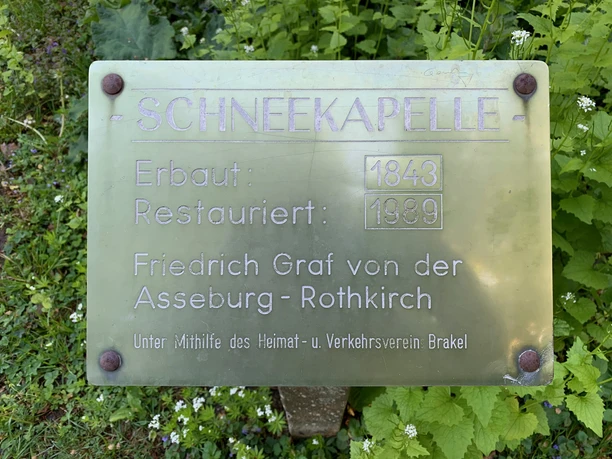 - SCHNEEKAPELLE -
Erbaut: 1843
Restauriert: 1989
Friedrich Graf von der
Asseburg - Rothkirch
Unter Mithilfe des Heimat- u. Verkehrsverein: Brakel